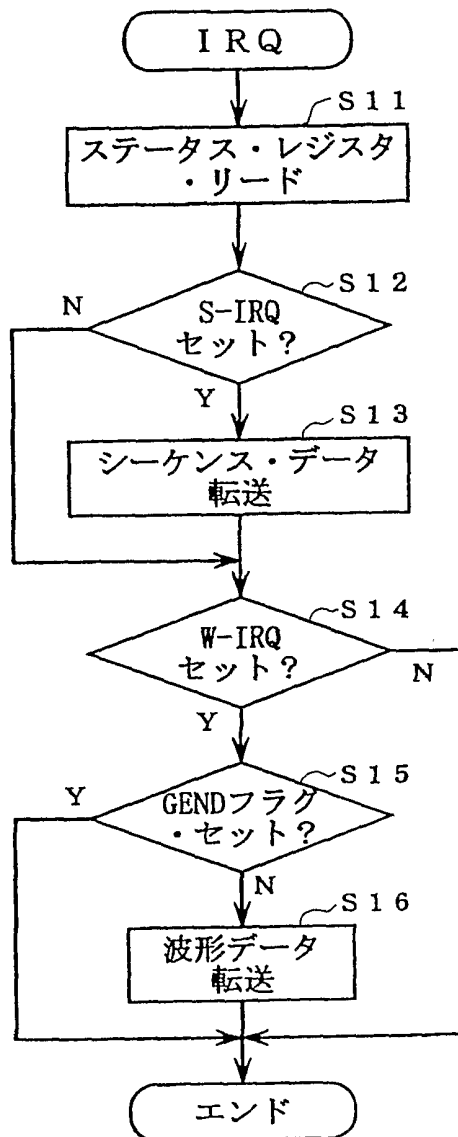 ＩＲＱ
Ｓ１１
ステータス・レジスタ
・リード
Ｓ１２
N
S-IRQ
セット？
Y
Ｓ１３
シーケンス・データ
転送
Ｓ１４
W-IRQ
セット？
N
Y
Ｓ１５
Y
GENDフラグ
・セット？
N
Ｓ１６
波形データ
転送
エンド